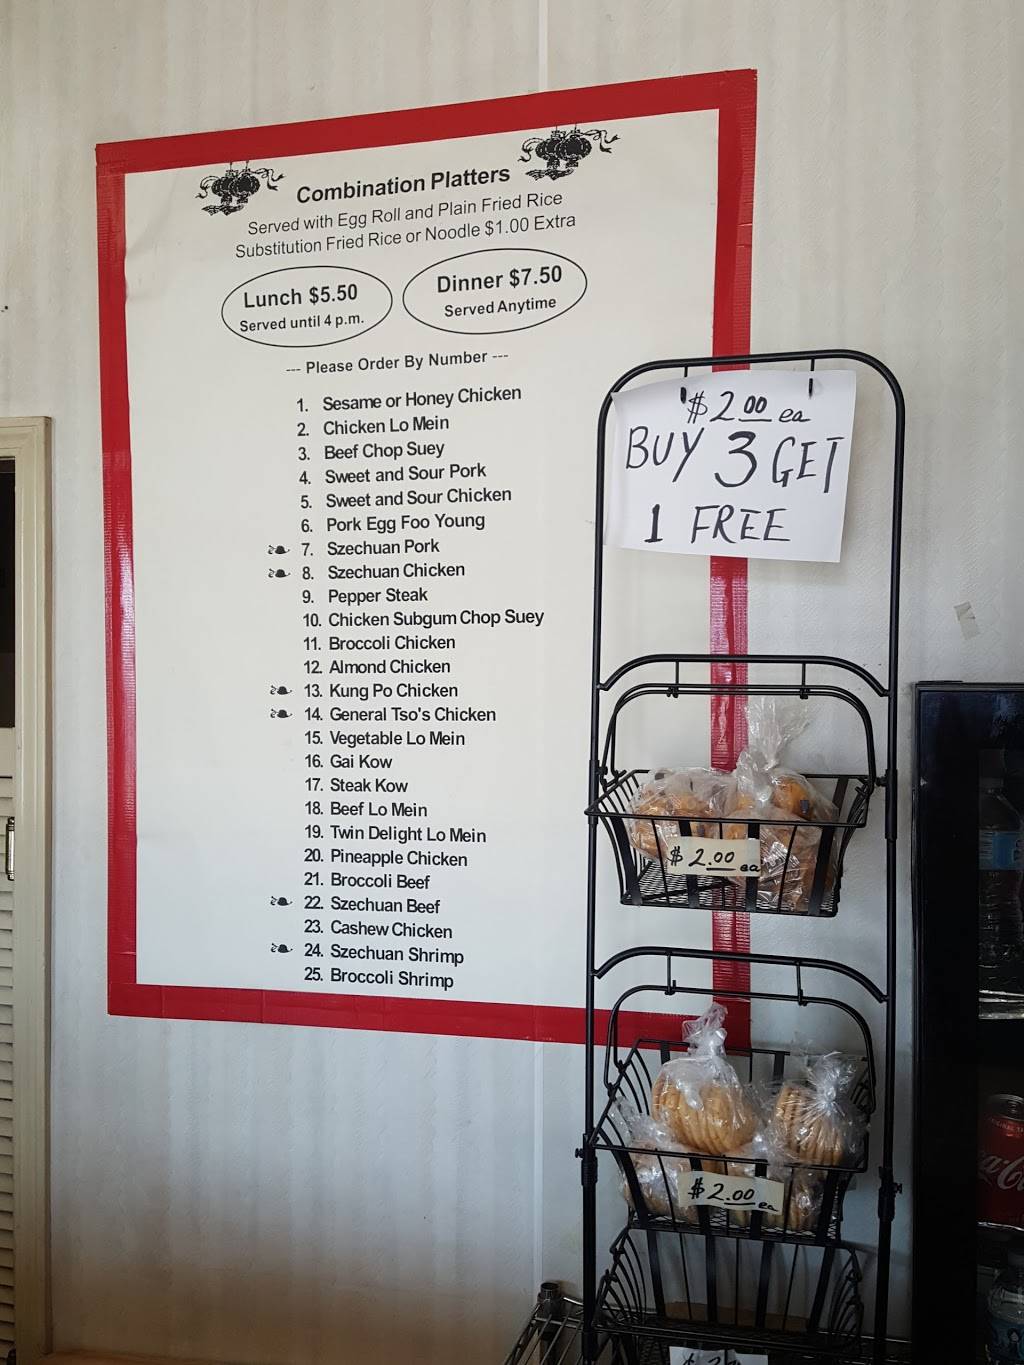 Combination Platters
Served with Egg Roll and Plain Fried Rice
Substitution Fried Rice or Noodle $1.00 Extra
Lunch $5.50
Served until 4 p.m.
Dinner $7.50
Served Anytime
--- Please Order By Number ---
1. Sesame or Honey Chicken
2. Chicken Lo Mein
3. Beef Chop Suey
4. Sweet and Sour Pork
5. Sweet and Sour Chicken
6. Pork Egg Foo Young
7. Szechuan Pork
8. Szechuan Chicken
9. Pepper Steak
10. Chicken Subgum Chop Suey
11. Broccoli Chicken
12. Almond Chicken
13. Kung Po Chicken
14. General Tso's Chicken
15. Vegetable Lo Mein
16. Gai Kow
17. Steak Kow
18. Beef Lo Mein
19. Twin Delight Lo Mein
20. Pineapple Chicken
21. Broccoli Beef
22. Szechuan Beef
23. Cashew Chicken
24. Szechuan Shrimp
25. Broccoli Shrimp
$2.00 ea
BUY 3 GET
1 FREE
$2.00 ea
$2.00 ea